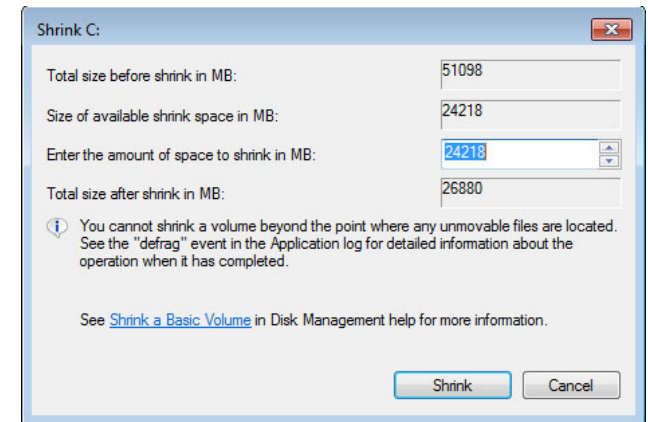 Shrink C:
Total size before shrink in MB: 51098
Size of available shrink space in MB: 24218
Enter the amount of space to shrink in MB: 24218
Total size after shrink in MB: 26880
You cannot shrink a volume beyond the point where any unmovable files are located.
See the "defrag" event in the Application log for detailed information about the
operation when it has completed.
See Shrink a Basic Volume in Disk Management help for more information.
Shrink Cancel